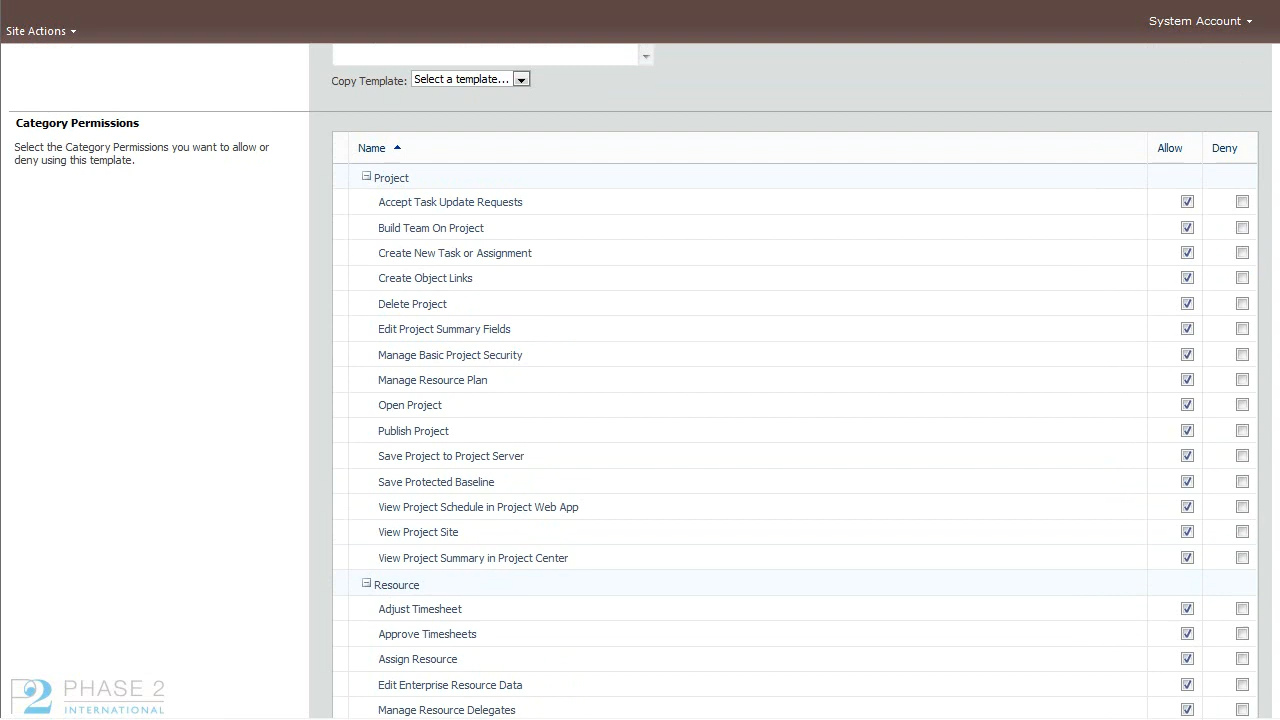 System Account
Site Actions
Copy Template: Select a template...
Category Permissions
Select the Category Permissions you want to allow or
deny using this template.
Name Allow Deny
Project
Accept Task Update Requests
Build Team On Project
Create New Task or Assignment
Create Object Links
Delete Project
Edit Project Summary Fields
Manage Basic Project Security
Manage Resource Plan
Open Project
Publish Project
Save Project to Project Server
Save Protected Baseline
View Project Schedule in Project Web App
View Project Site
View Project Summary in Project Center
Resource
Adjust Timesheet
Approve Timesheets
Assign Resource
Edit Enterprise Resource Data
Manage Resource Delegates
P2 PHASE 2
INTERNATIONAL